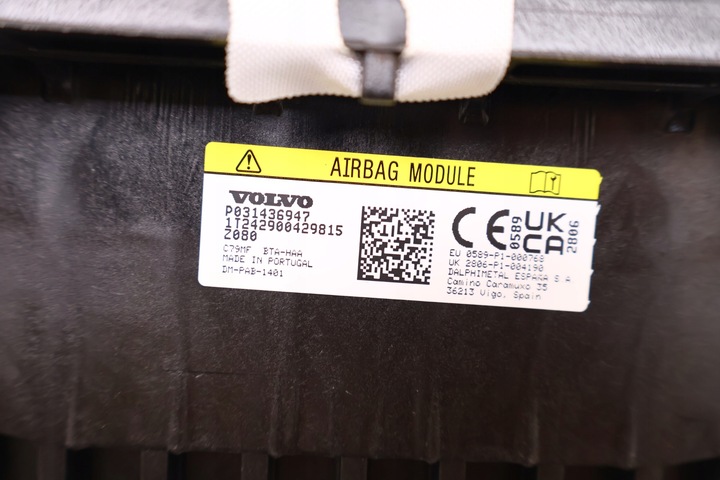 AIRBAG MODULE
VOLVO
P031436947
1T242900429815
Z080
C79MF BTA-HAA
MADE IN PORTUGAL
DM-PAB-1401
CE 0589
UK CA 2806
EU 0589-P1-000768
UK 2806-P1-004190
DALPHIMETAL ESPAÑA S A
Camino Caramuxo 35
36213 Vigo, Spain